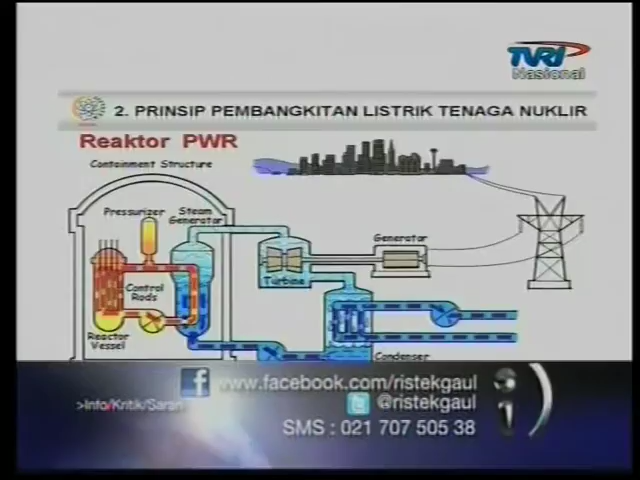 TVRI
Nasional
2. PRINSIP PEMBANGKITAN LISTRIK TENAGA NUKLIR
Reaktor PWR
Containment Structure
Pressurizer
Steam
Generator
Generator
Turbine
Control
Rods
Reactor
Vessel
Condenser
www.facebook.com/ristekgaul
>Info/Kritik/Saran
@ristekgaul
SMS : 021 707 505 38